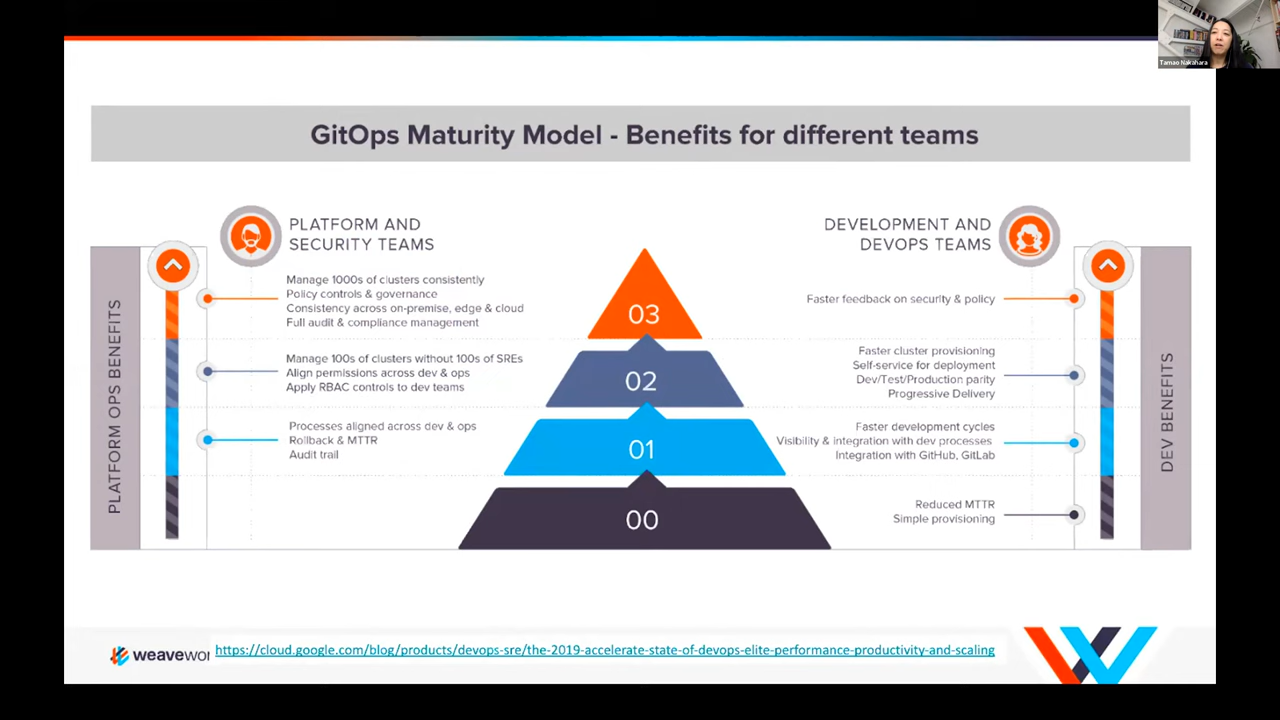 Tamao Nakahara
GitOps Maturity Model - Benefits for different teams
PLATFORM AND
SECURITY TEAMS
DEVELOPMENT AND
DEVOPS TEAMS
PLATFORM OPS BENEFITS
Manage 1000s of clusters consistently
Policy controls & governance
Consistency across on-premise, edge & cloud
Full audit & compliance management
Manage 100s of clusters without 100s of SREs
Align permissions across dev & ops
Apply RBAC controls to dev teams
Processes aligned across dev & ops
Rollback & MTTR
Audit trail
03
02
01
00
Faster feedback on security & policy
Faster cluster provisioning
Self-service for deployment
Dev/Test/Production parity
Progressive Delivery
Faster development cycles
Visibility & integration with dev processes
Integration with GitHub, GitLab
Reduced MTTR
Simple provisioning
DEV BENEFITS
weavewor
https://cloud.google.com/blog/products/devops-sre/the-2019-accelerate-state-of-devops-elite-performance-productivity-and-scaling